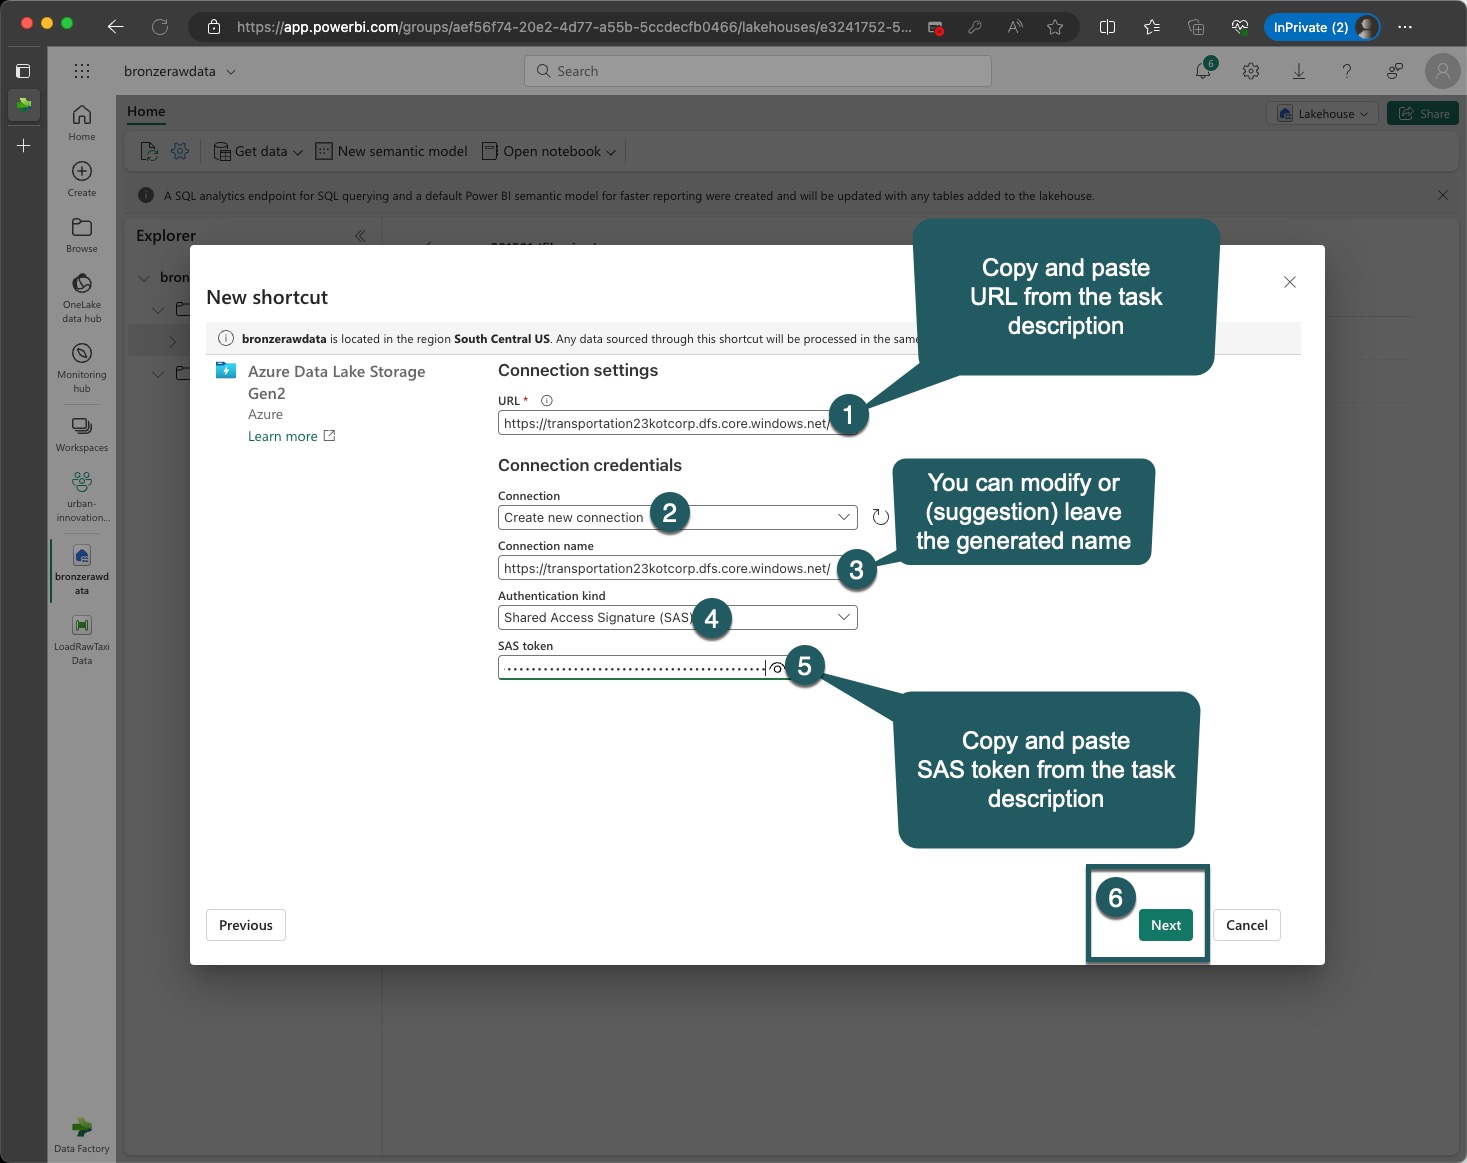 https://app.powerbi.com/groups/aef56f74-20e2-4d77-a55b-5ccdecfb0466/lakehouses/e3241752-5...
InPrivate (2)
bronzerawdata
Search
6
Home
Lakehouse
Share
Get data
New semantic model
Open notebook
A SQL analytics endpoint for SQL querying and a default Power BI semantic model for faster reporting were created and will be updated with any tables added to the lakehouse.
Home
Create
Browse
OneLake
data hub
Monitoring
hub
Workspaces
urban-
innovation...
bronzerawd
ata
LoadRawTaxi
Data
Data Factory
Explorer
bron
New shortcut
bronzerawdata is located in the region South Central US. Any data sourced through this shortcut will be processed in the same
Azure Data Lake Storage
Gen2
Azure
Learn more
Connection settings
URL *
https://transportation23kotcorp.dfs.core.windows.net/
1
Copy and paste
URL from the task
description
Connection credentials
Connection
Create new connection
2
Connection name
https://transportation23kotcorp.dfs.core.windows.net/
3
You can modify or
(suggestion) leave
the generated name
Authentication kind
Shared Access Signature (SAS)
4
SAS token
5
Copy and paste
SAS token from the task
description
6
Previous
Next
Cancel